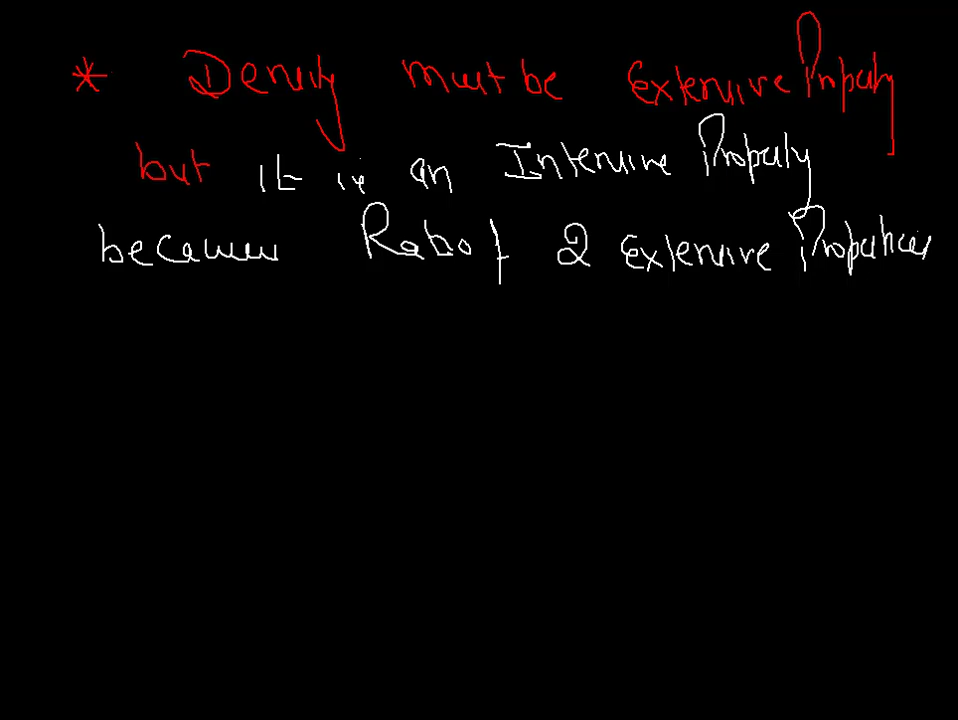 * Density must be Extensive Property
but it is an Intensive Property
because Ratio of 2 Extensive Properties